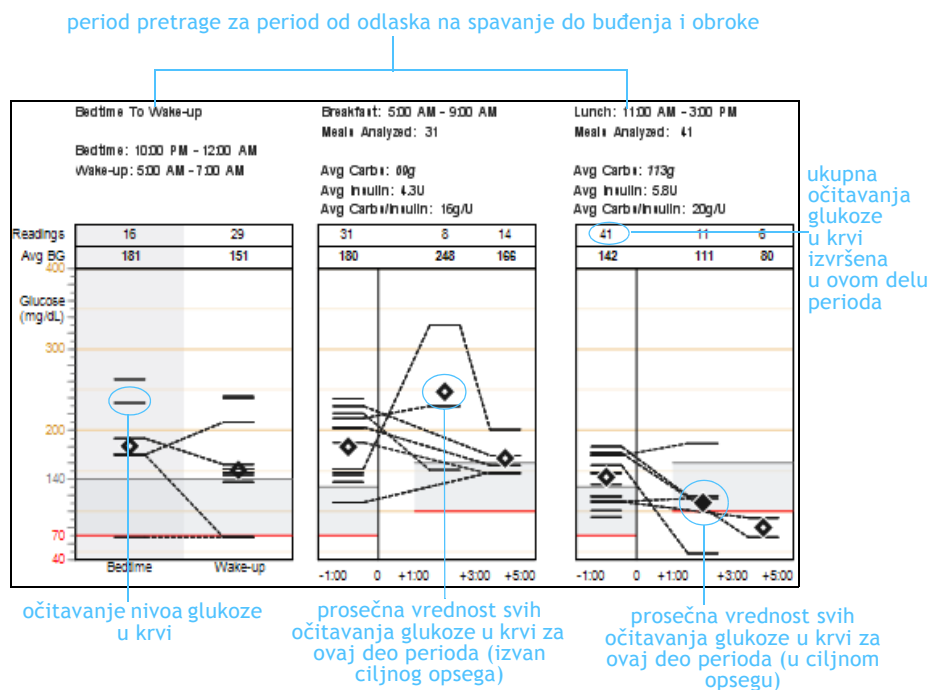 period pretrage za period od odlaska na spavanje do buđenja i obroke
Bedtime To Wake-up
Bedtime: 10:00 PM - 12:00 AM
Wake-up: 5:00 AM - 7:00 AM
Breakfast: 5:00 AM - 9:00 AM
Meals Analyzed: 31
Avg Carbs: 66g
Avg Insulin: 4.3U
Avg Carbs/Insulin: 16g/U
Lunch: 11:00 AM - 3:00 PM
Meals Analyzed: 41
Avg Carbs: 113g
Avg Insulin: 5.8U
Avg Carbs/Insulin: 20g/U
ukupna
očitavanja
glukoze
u krvi
izvršena
u ovom delu
perioda
Readings 16 29 31 8 14 41 11 6
Avg BG 181 151 180 248 166 142 111 80
400
Glucose
(mg/dL)
300
200
140
70
40
Bedtime Wake-up
-1:00 0 +1:00 +3:00 +5:00
-1:00 0 +1:00 +3:00 +5:00
očitavanje nivoa glukoze
u krvi
prosečna vrednost svih
očitavanja glukoze u krvi za
ovaj deo perioda (izvan
ciljnog opsega)
prosečna vrednost svih
očitavanja glukoze u krvi za
ovaj deo perioda (u ciljnom
opsegu)